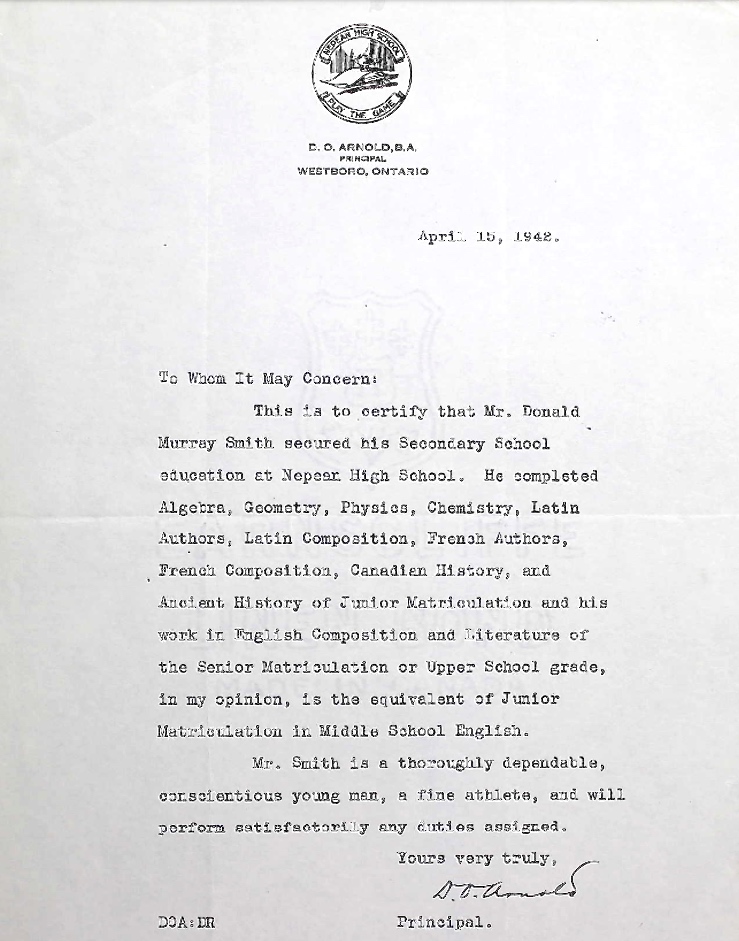 NEPEAN HIGH SCHOOL
PLAY THE GAME
D. O. ARNOLD, B.A.
PRINCIPAL
WESTBORO, ONTARIO
April 15, 1942.
To Whom It May Concern:
This is to certify that Mr. Donald
Murray Smith secured his Secondary School
education at Nepean High School. He completed
Algebra, Geometry, Physics, Chemistry, Latin
Authors, Latin Composition, French Authors,
French Composition, Canadian History, and
Ancient History of Junior Matriculation and his
work in English Composition and Literature of
the Senior Matriculation or Upper School grade,
in my opinion, is the equivalent of Junior
Matriculation in Middle School English.
Mr. Smith is a thoroughly dependable,
conscientious young man, a fine athlete, and will
perform satisfactorily any duties assigned.
Yours very truly,
D. O. Arnold
DOA:DR Principal.